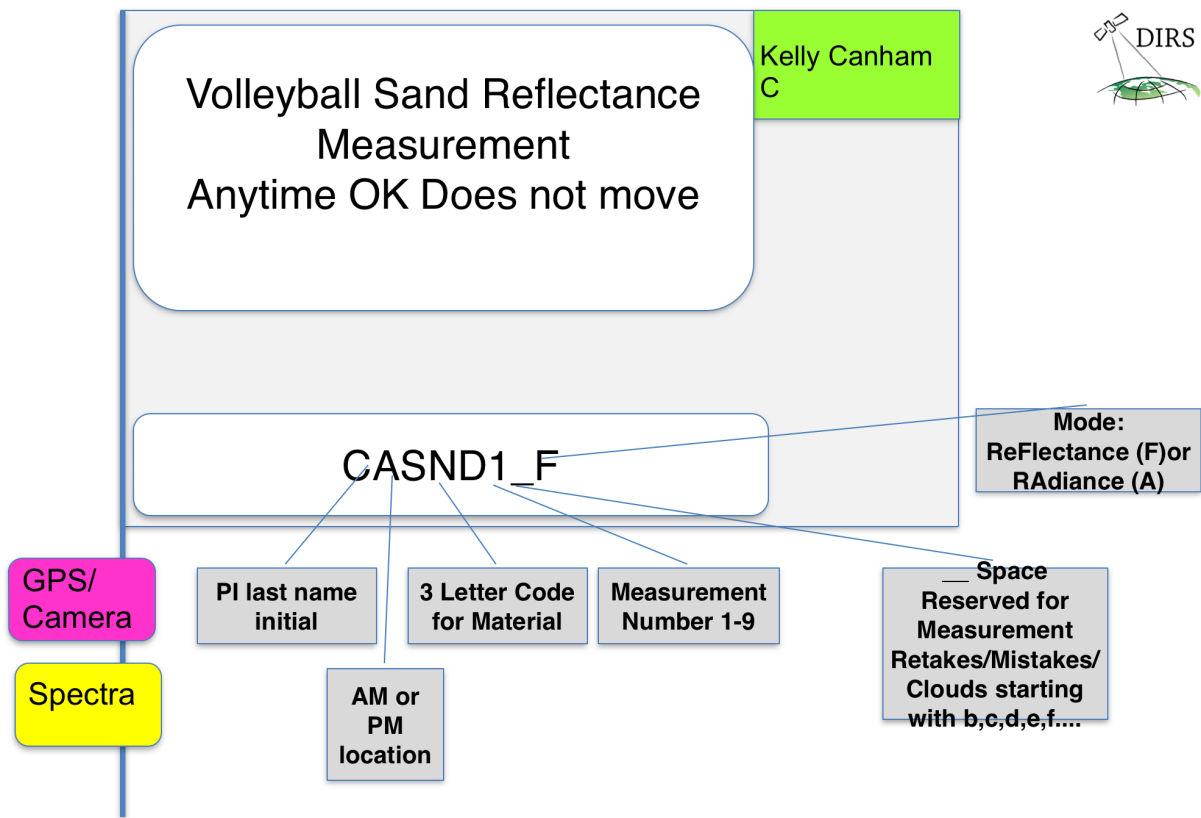 Volleyball Sand Reflectance
Measurement
Anytime OK Does not move
Kelly Canham
C
DIRS
CASND1_F
Mode:
ReFlectance (F)or
RAdiance (A)
GPS/
Camera
Spectra
PI last name
initial
AM or
PM
location
3 Letter Code
for Material
Measurement
Number 1-9
__ Space
Reserved for
Measurement
Retakes/Mistakes/
Clouds starting
with b,c,d,e,f....